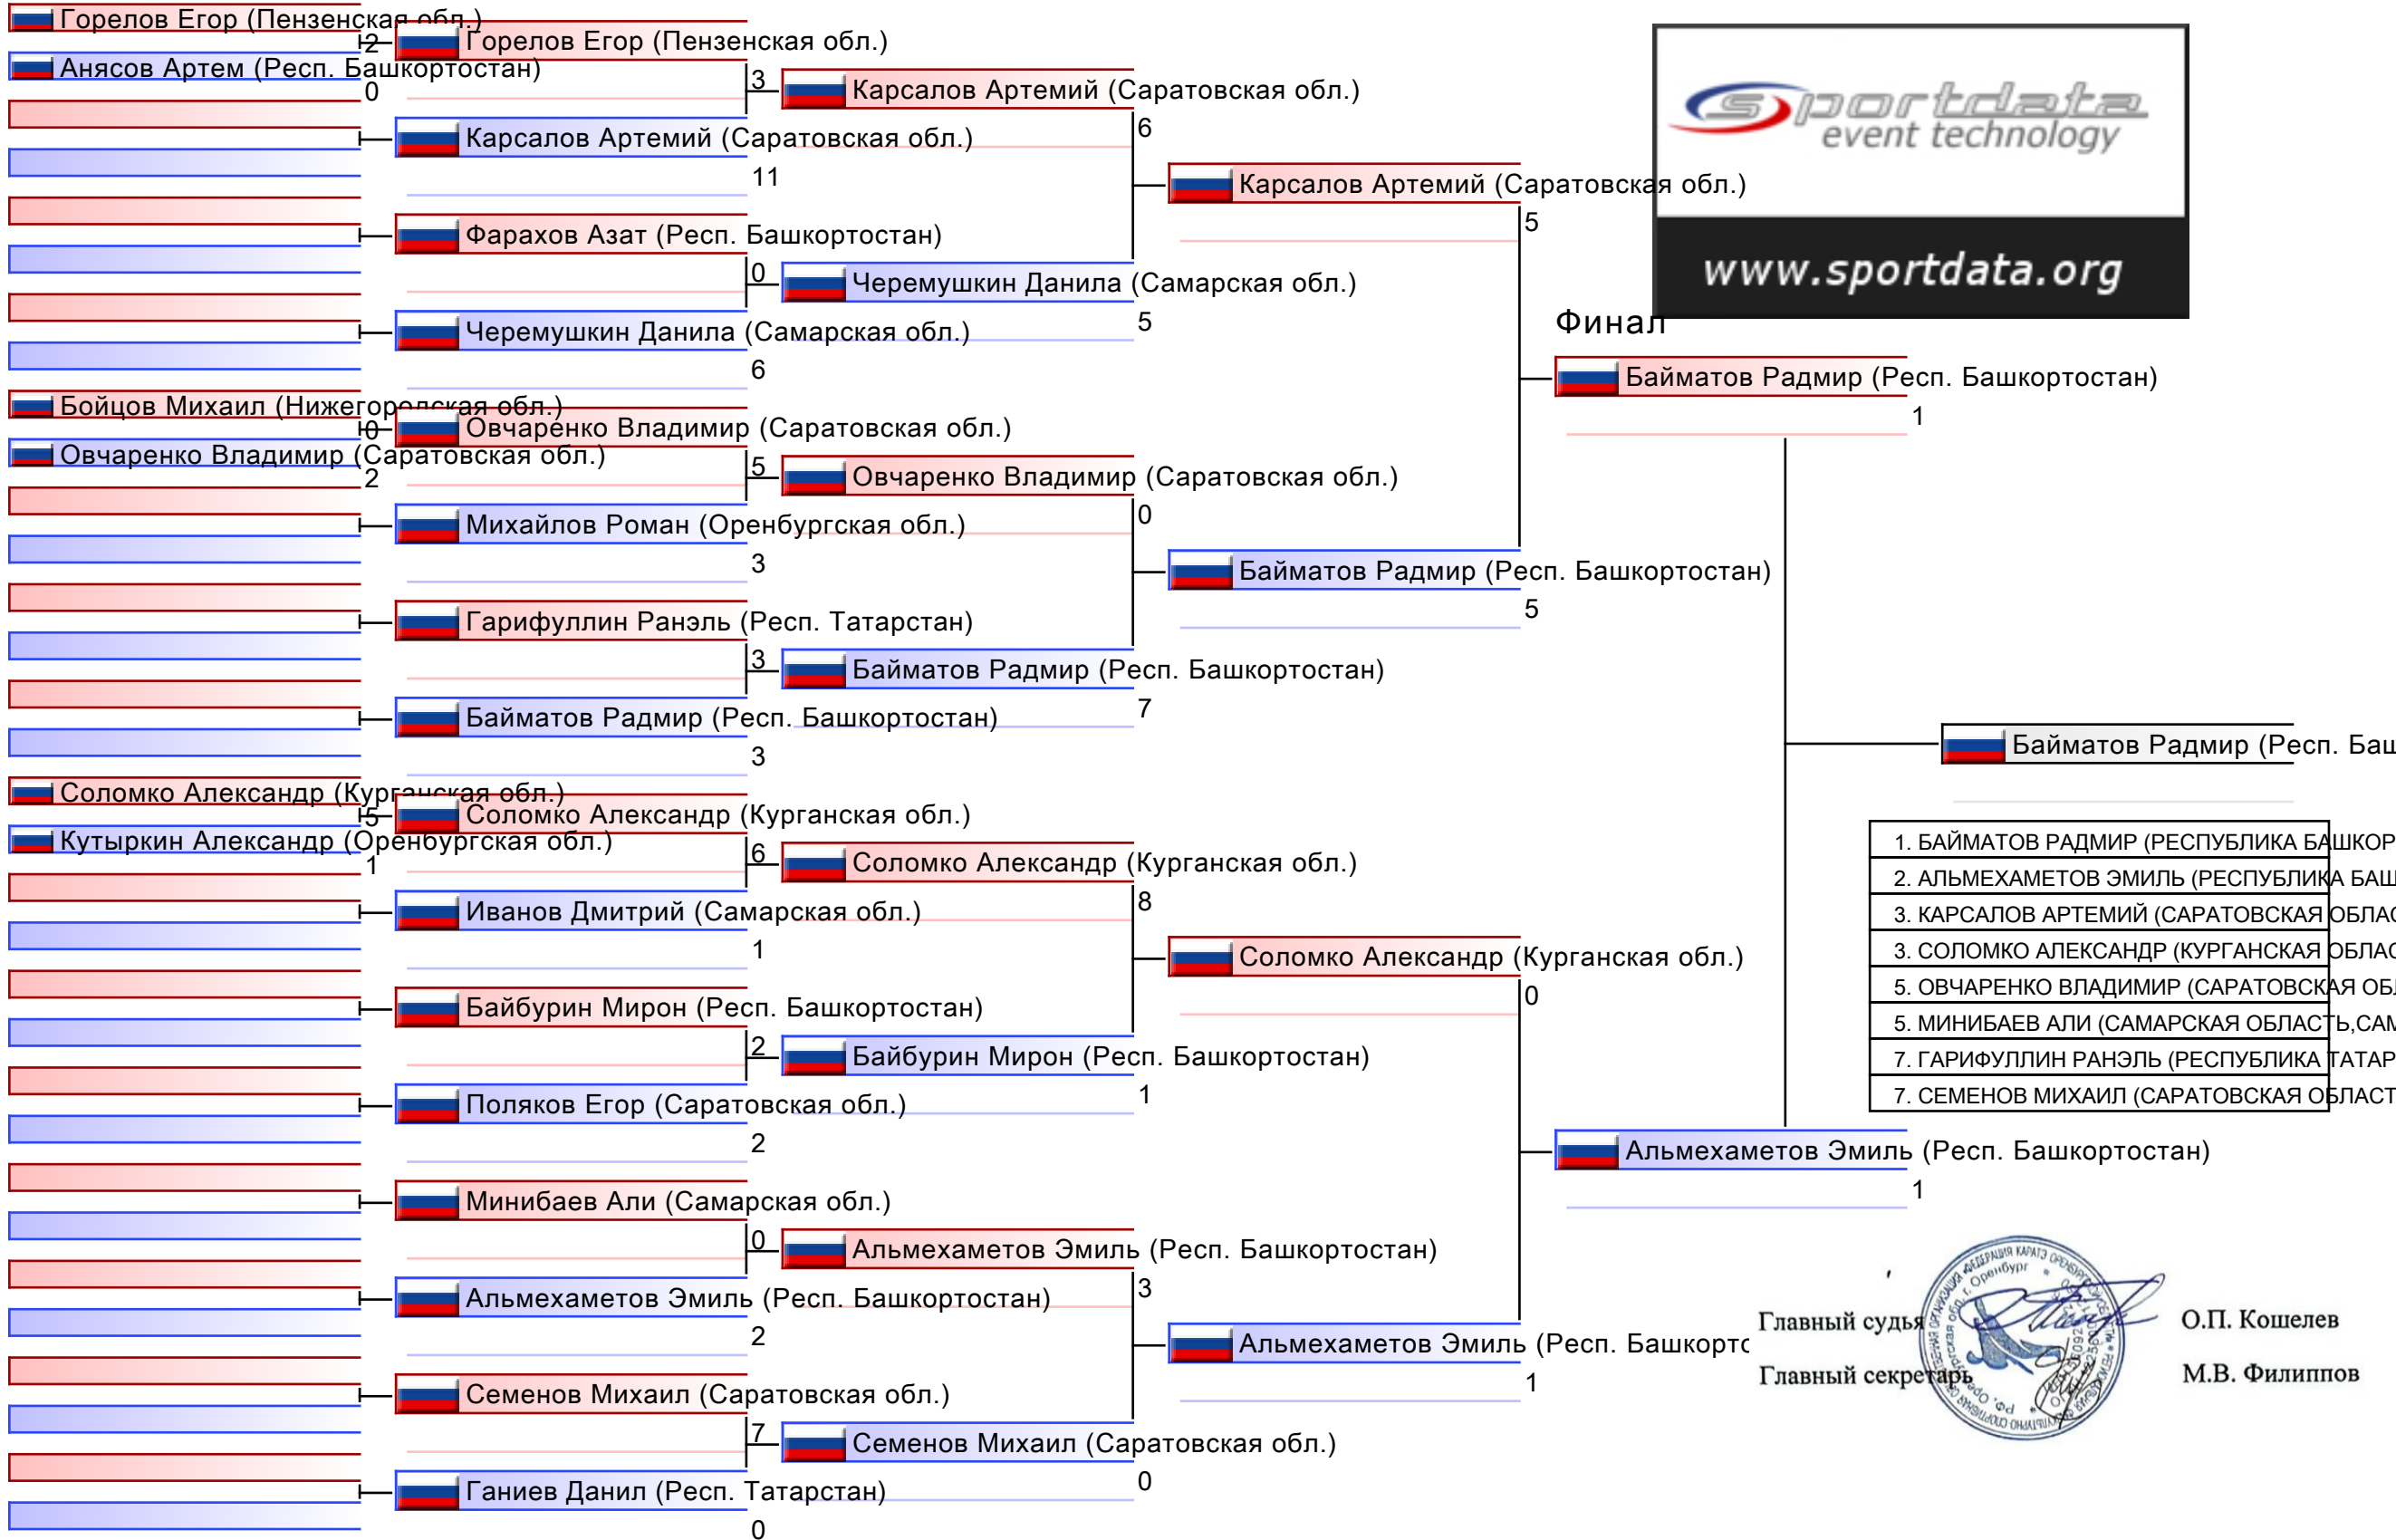 Горелов Егор (Пензенская обл.)
2
Анясов Артем (Респ. Башкортостан)
0
Бойцов Михаил (Нижегородская обл.)
0
Овчаренко Владимир (Саратовская обл.)
2
Соломко Александр (Курганская обл.)
5
Кутыркин Александр (Оренбургская обл.)
1
Горелов Егор (Пензенская обл.)
3
Карсалов Артемий (Саратовская обл.)
11
Фарахов Азат (Респ. Башкортостан)
0
Черемушкин Данила (Самарская обл.)
6
Овчаренко Владимир (Саратовская обл.)
5
Михайлов Роман (Оренбургская обл.)
3
Гарифуллин Ранэль (Респ. Татарстан)
3
Байматов Радмир (Респ. Башкортостан)
3
Соломко Александр (Курганская обл.)
6
Иванов Дмитрий (Самарская обл.)
1
Байбурин Мирон (Респ. Башкортостан)
2
Поляков Егор (Саратовская обл.)
2
Минибаев Али (Самарская обл.)
0
Альмехаметов Эмиль (Респ. Башкортостан)
2
Семенов Михаил (Саратовская обл.)
7
Ганиев Данил (Респ. Татарстан)
0
Карсалов Артемий (Саратовская обл.)
6
Черемушкин Данила (Самарская обл.)
5
Овчаренко Владимир (Саратовская обл.)
0
Байматов Радмир (Респ. Башкортостан)
7
Соломко Александр (Курганская обл.)
8
Байбурин Мирон (Респ. Башкортостан)
1
Альмехаметов Эмиль (Респ. Башкортостан)
3
Семенов Михаил (Саратовская обл.)
0
Карсалов Артемий (Саратовская обл.)
5
Байматов Радмир (Респ. Башкортостан)
5
Соломко Александр (Курганская обл.)
0
Альмехаметов Эмиль (Респ. Башкорто
1
sportdata
event technology
www.sportdata.org
Финал
Байматов Радмир (Респ. Башкортостан)
1
Альмехаметов Эмиль (Респ. Башкортостан)
1
Байматов Радмир (Респ. Баш
1. БАЙМАТОВ РАДМИР (РЕСПУБЛИКА БАШКОР
2. АЛЬМЕХАМЕТОВ ЭМИЛЬ (РЕСПУБЛИКА БАШ
3. КАРСАЛОВ АРТЕМИЙ (САРАТОВСКАЯ ОБЛАС
3. СОЛОМКО АЛЕКСАНДР (КУРГАНСКАЯ ОБЛАС
5. ОВЧАРЕНКО ВЛАДИМИР (САРАТОВСКАЯ ОБЛ
5. МИНИБАЕВ АЛИ (САМАРСКАЯ ОБЛАСТЬ,САМ
7. ГАРИФУЛЛИН РАНЭЛЬ (РЕСПУБЛИКА ТАТАР
7. СЕМЕНОВ МИХАИЛ (САРАТОВСКАЯ ОБЛАСТ
Главный судья
О.П. Кошелев
Главный секретарь
М.В. Филиппов